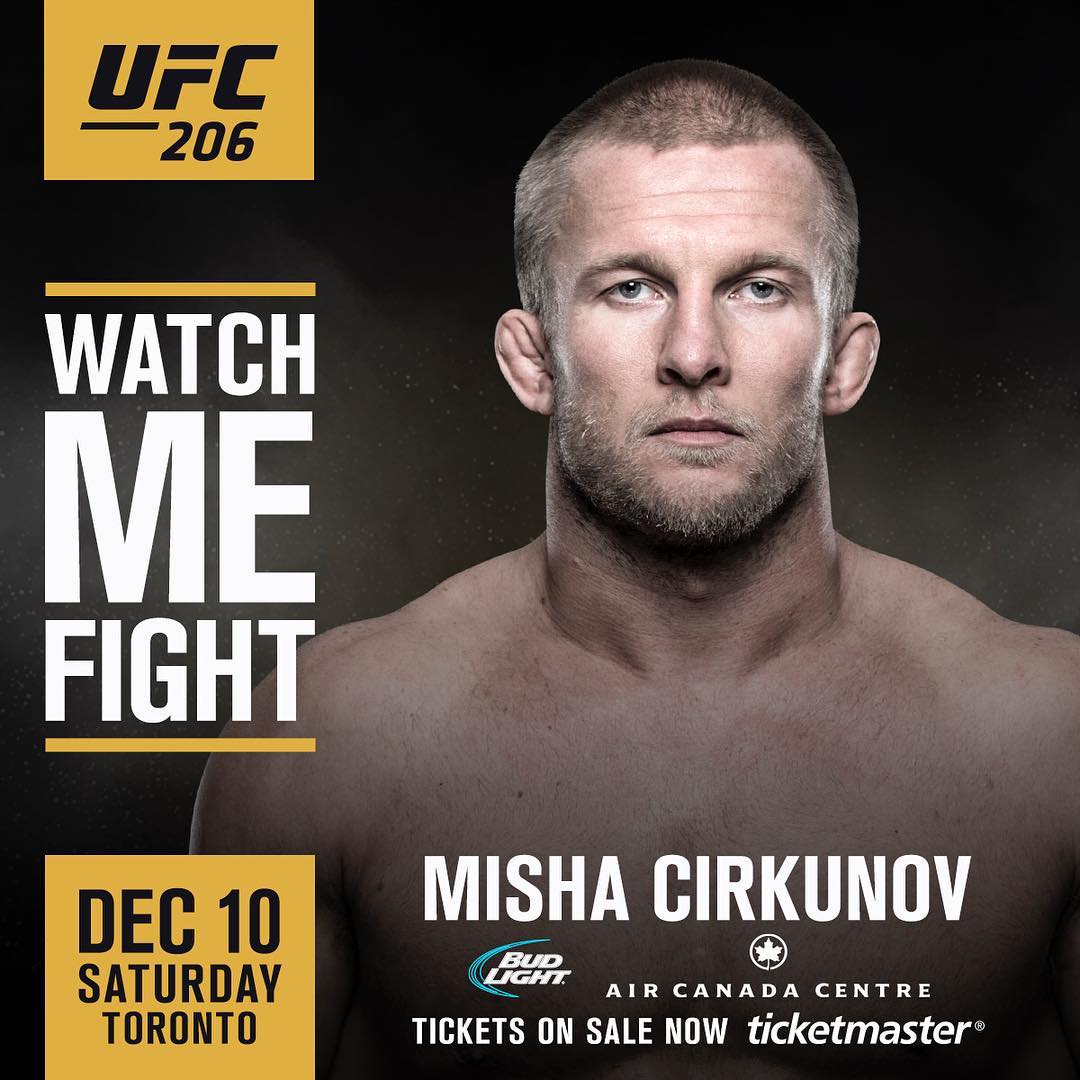 UFC
206
WATCH
ME
FIGHT
DEC 10
SATURDAY
TORONTO
MISHA CIRKUNOV
BUD
LIGHT.
AIR CANADA CENTRE
TICKETS ON SALE NOW ticketmaster®